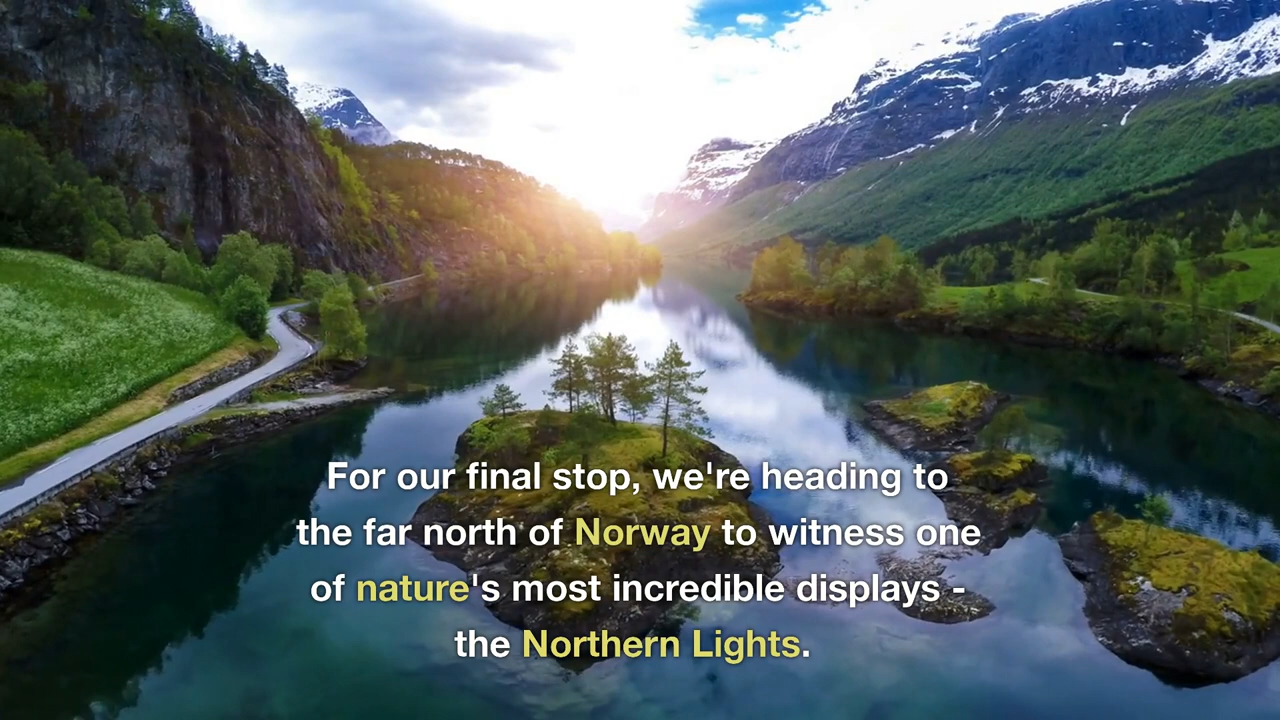 For our final stop, we're heading to
the far north of Norway to witness one
of nature's most incredible displays -
the Northern Lights.